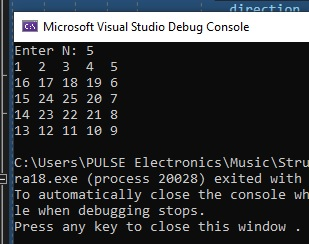 direction
Microsoft Visual Studio Debug Console
Enter N: 5
1 2 3 4 5
16 17 18 19 6
15 24 25 20 7
14 23 22 21 8
13 12 11 10 9
C:\Users\PULSE Electronics\Music\Stru
ra18.exe (process 20028) exited with
To automatically close the console wh
le when debugging stops.
Press any key to close this window .